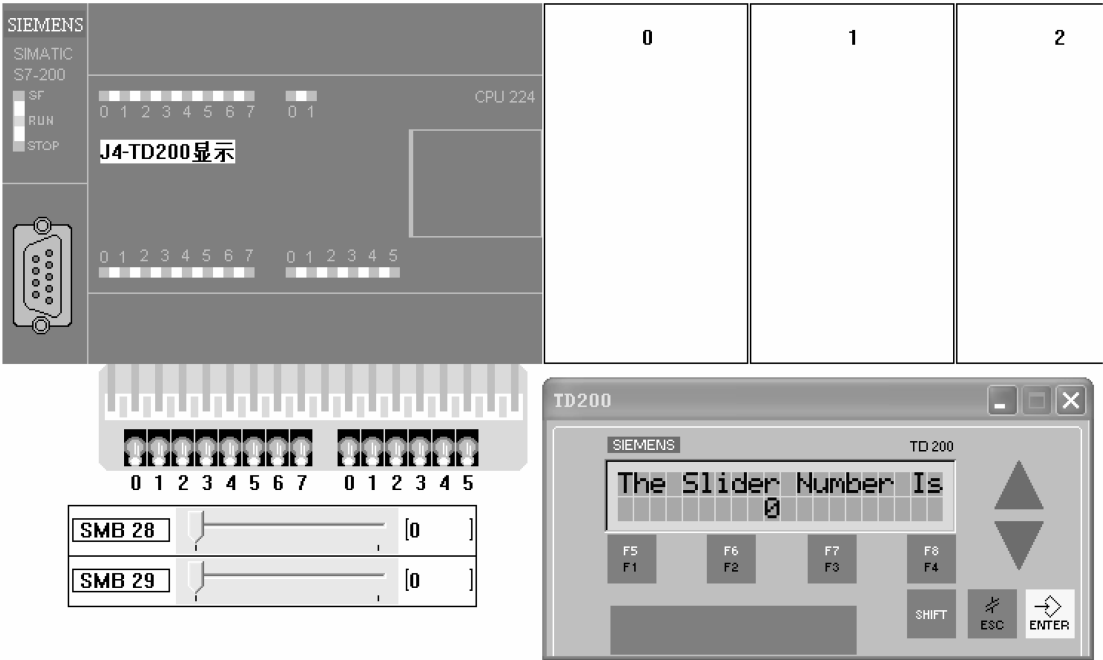 SIEMENS
SIMATIC
S7-200
SF
RUN
STOP
0 1 2 3 4 5 6 7 0 1
CPU 224
J4-TD200显示
0 1 2 3 4 5 6 7 0 1 2 3 4 5
0 1 2
0 1 2 3 4 5 6 7 0 1 2 3 4 5
SMB 28 [0 ]
SMB 29 [0 ]
TD200
SIEMENS TD 200
The Slider Number Is
0
F5 F6 F7 F8
F1 F2 F3 F4
SHIFT ESC ENTER